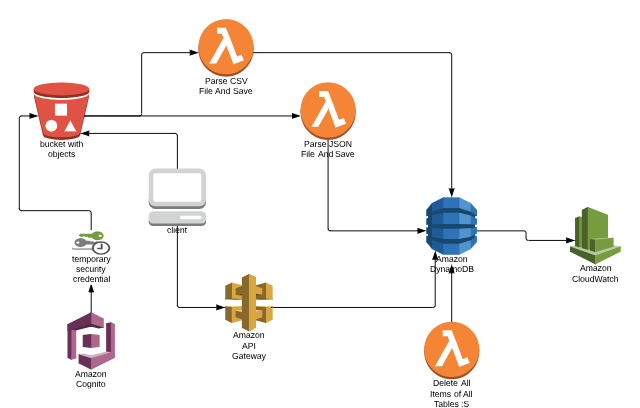 Parse CSV
File And Save
bucket with
objects
Parse JSON
File And Save
client
temporary
security
credential
Amazon
DynamoDB
Amazon
CloudWatch
Amazon
API
Gateway
Amazon
Cognito
Delete All
Items of All
Tables :S